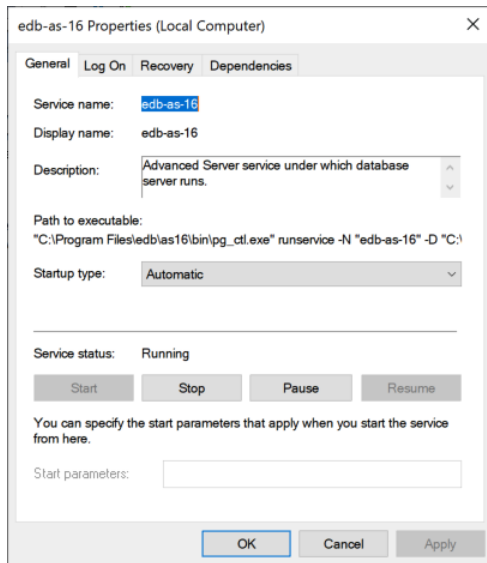 edb-as-16 Properties (Local Computer)
General Log On Recovery Dependencies
Service name: edb-as-16
Display name: edb-as-16
Description: Advanced Server service under which database
server runs.
Path to executable:
"C:\Program Files\edb\as16\bin\pg_ctl.exe" runservice -N "edb-as-16" -D "C:\
Startup type: Automatic
Service status: Running
Start Stop Pause Resume
You can specify the start parameters that apply when you start the service
from here.
Start parameters:
OK Cancel Apply